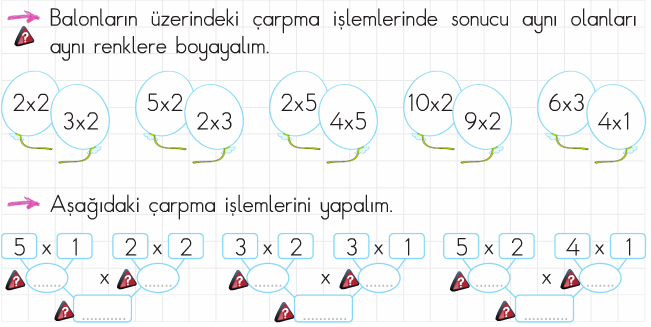 Balonların üzerindeki çarpma işlemlerinde sonucu aynı olanları
aynı renklere boyayalım.
2x2 3x2 5x2 2x3 2x5 4x5 10x2 9x2 6x3 4x1
Aşağıdaki çarpma işlemlerini yapalım.
5 x 1 2 x 2 3 x 2 3 x 1 5 x 2 4 x 1
? ....... x ? ....... ? ....... x ? ....... ? ....... x ? .......
? ........... ? ........... ? ...........